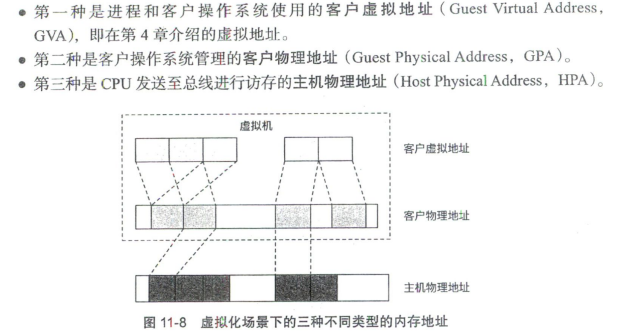 ● 第一种是进程和客户操作系统使用的客户虚拟地址（Guest Virtual Address，
GVA），即在第4章介绍的虚拟地址。
● 第二种是客户操作系统管理的客户物理地址（Guest Physical Address，GPA）。
● 第三种是CPU发送至总线进行访存的主机物理地址（Host Physical Address，HPA）。
虚拟机
客户虚拟地址
客户物理地址
主机物理地址
图11-8 虚拟化场景下的三种不同类型的内存地址